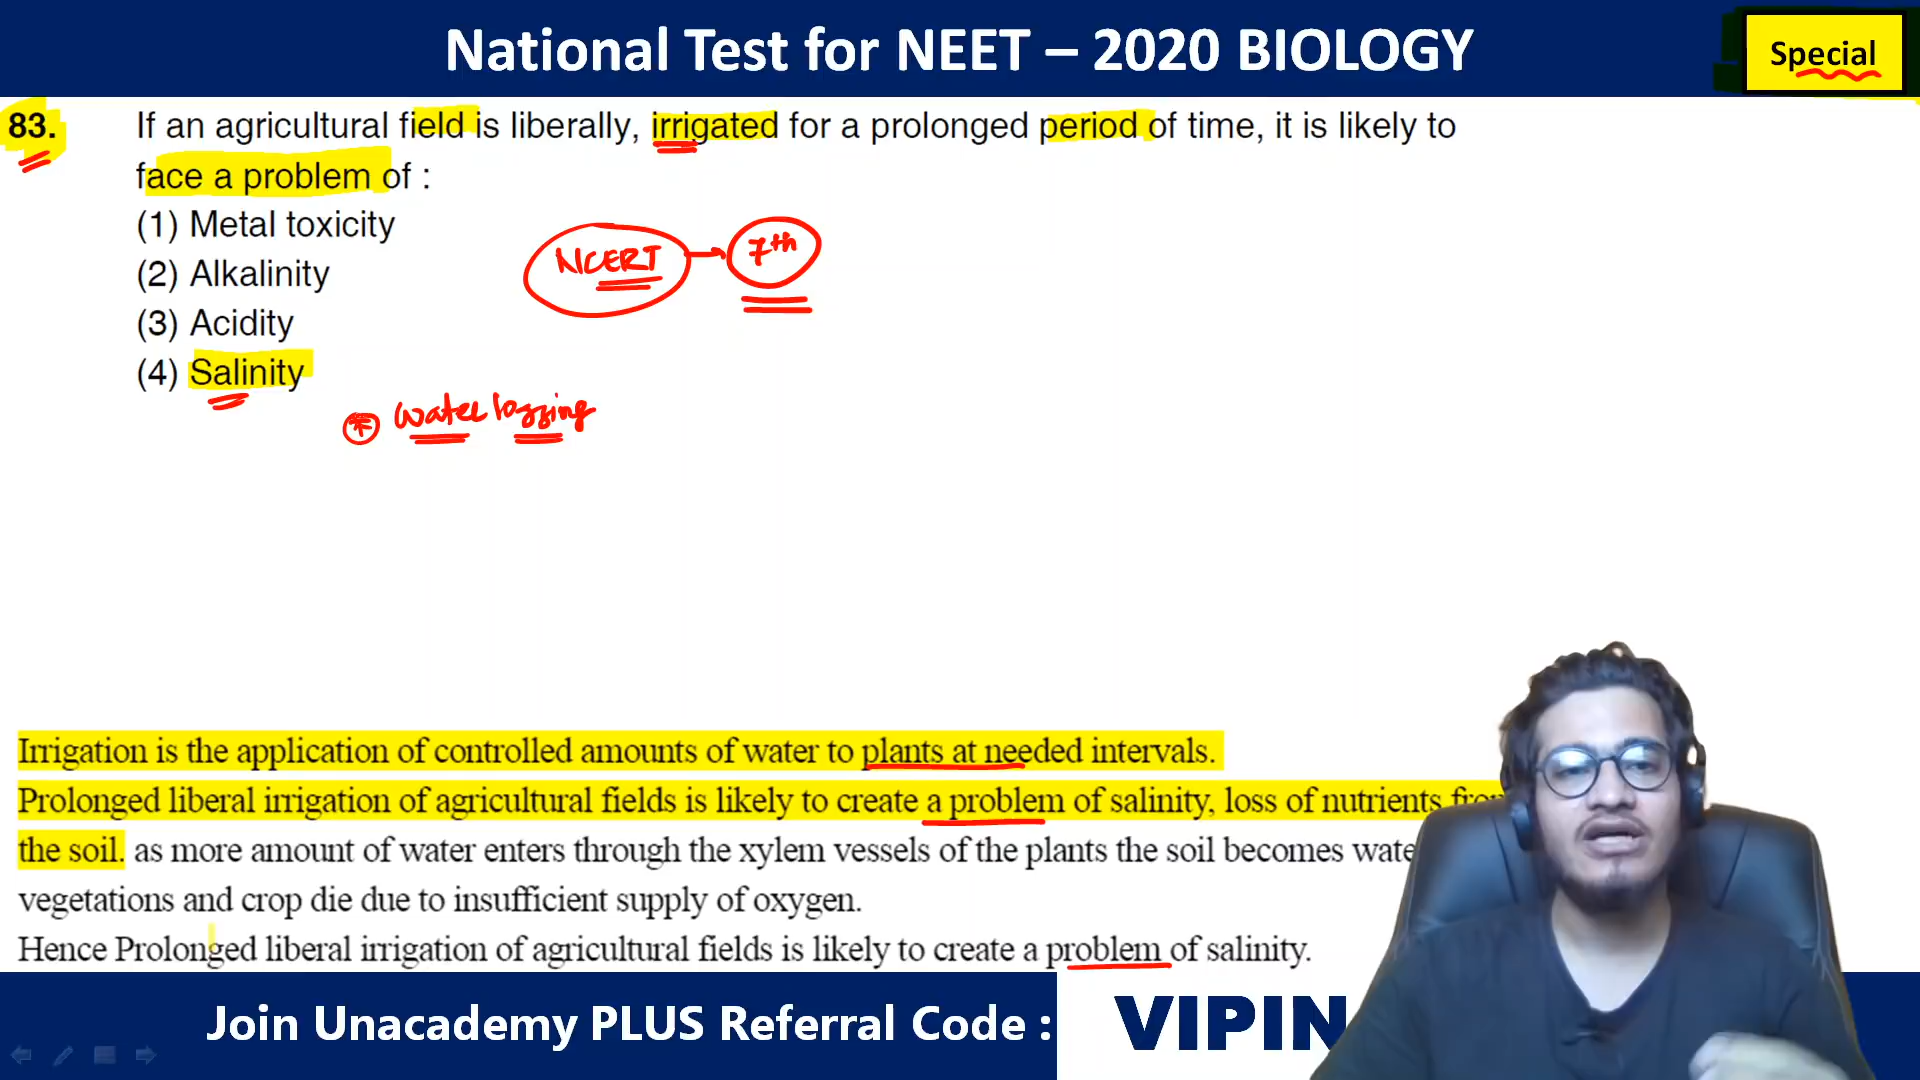 National Test for NEET – 2020 BIOLOGY
Special
83. If an agricultural field is liberally, irrigated for a prolonged period of time, it is likely to
face a problem of :
(1) Metal toxicity
(2) Alkalinity
(3) Acidity
(4) Salinity
NCERT
7th
water logging
Irrigation is the application of controlled amounts of water to plants at needed intervals.
Prolonged liberal irrigation of agricultural fields is likely to create a problem of salinity, loss of nutrients
the soil. as more amount of water enters through the xylem vessels of the plants the soil becomes
vegetations and crop die due to insufficient supply of oxygen.
Hence Prolonged liberal irrigation of agricultural fields is likely to create a problem of salinity.
Join Unacademy PLUS Referral Code :
VIPIN